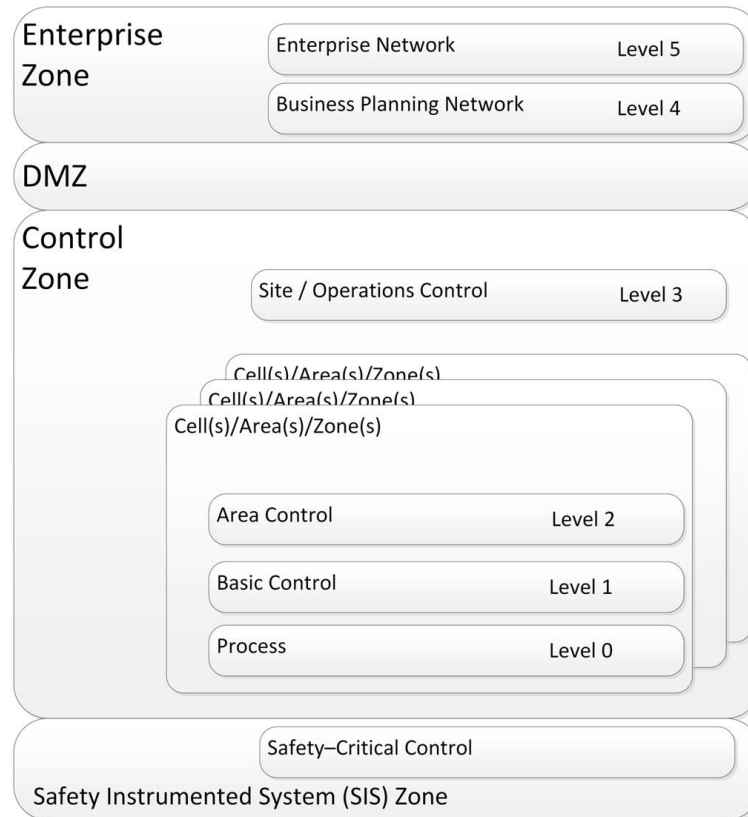 Enterprise
Zone
Enterprise Network Level 5
Business Planning Network Level 4
DMZ
Control
Zone
Site / Operations Control Level 3
Cell(s)/Area(s)/Zone(s)
Cell(s)/Area(s)/Zone(s)
Cell(s)/Area(s)/Zone(s)
Area Control Level 2
Basic Control Level 1
Process Level 0
Safety–Critical Control
Safety Instrumented System (SIS) Zone